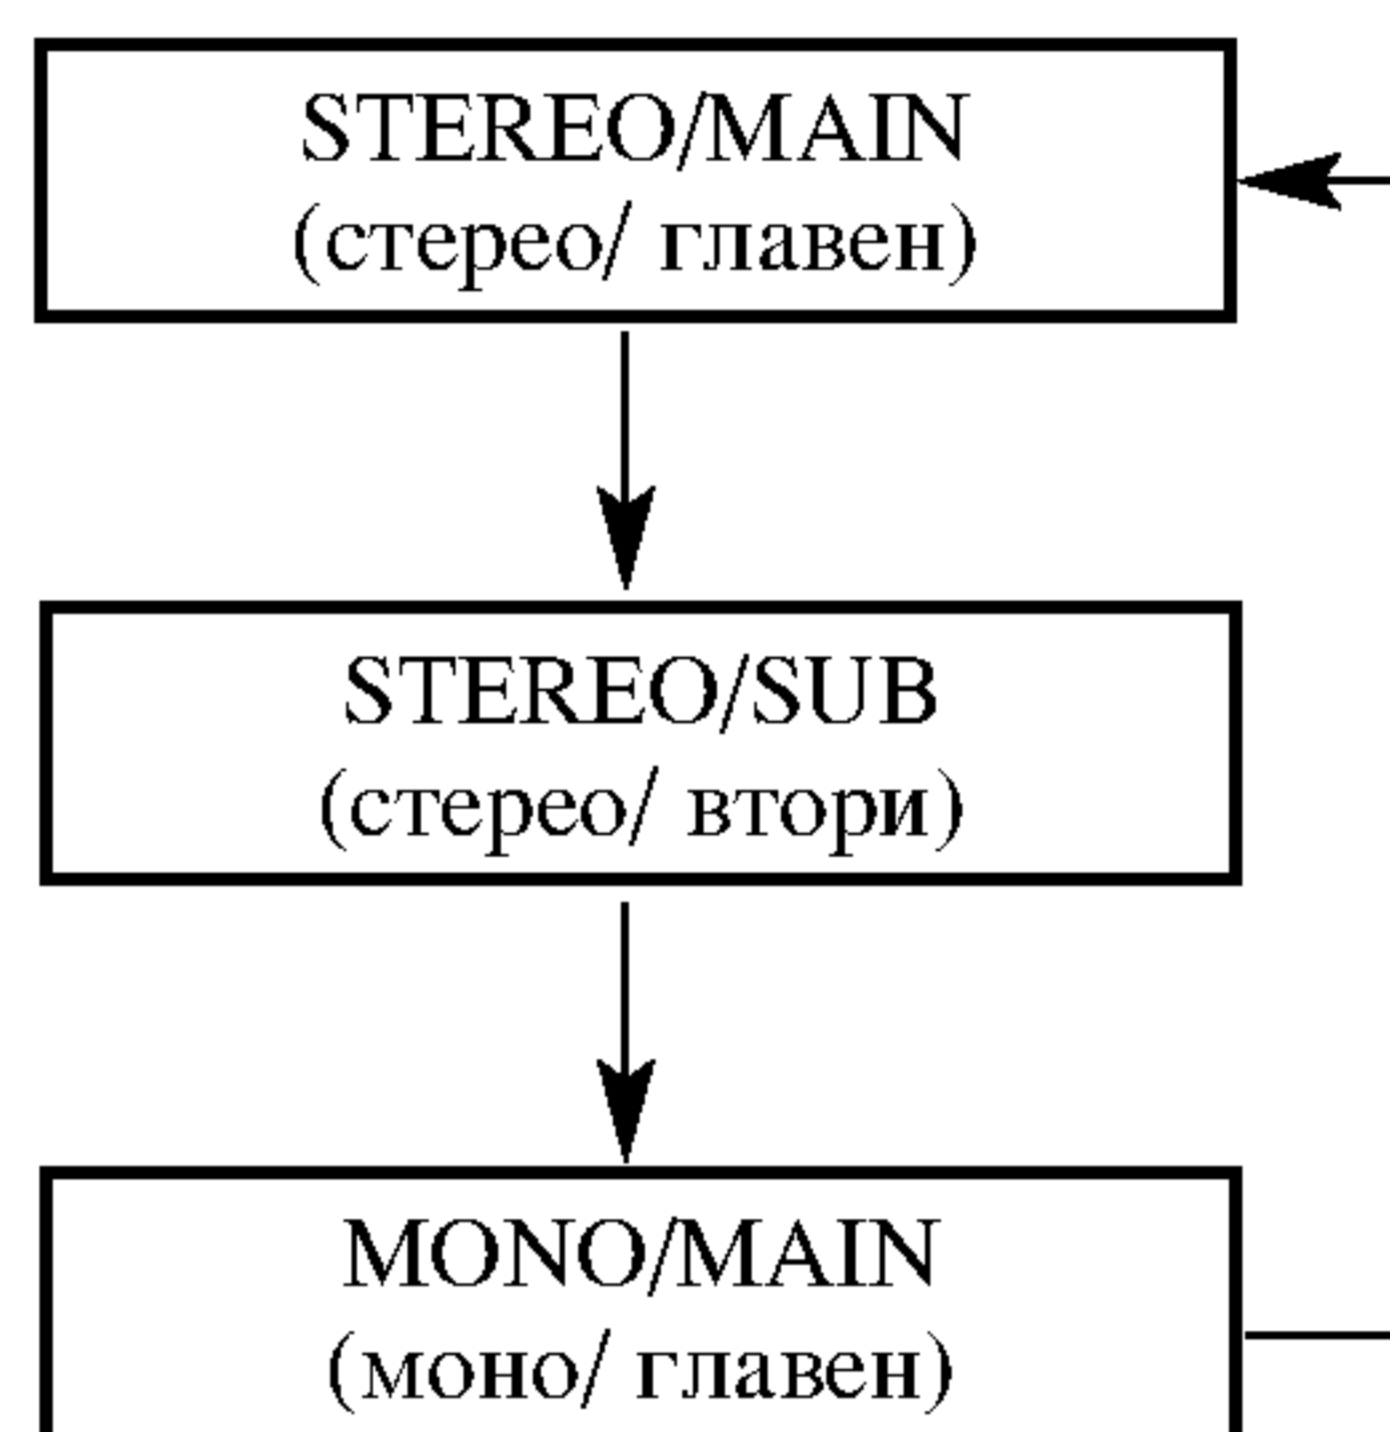 STEREO/MAIN
(стерео/ главен)
STEREO/SUB
(стерео/ втори)
MONO/MAIN
(моно/ главен)